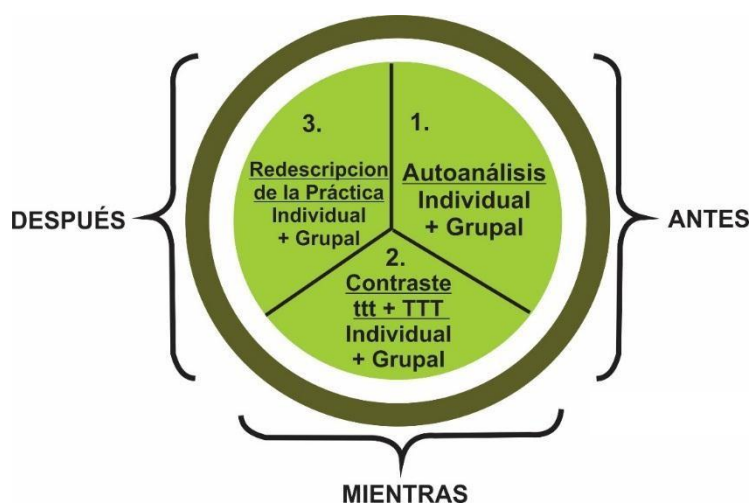 3.
Redescripcion
de la Práctica
Individual
+ Grupal
1.
Autoanálisis
Individual
+ Grupal
2.
Contraste
ttt + TTT
Individual
+ Grupal
DESPUÉS
ANTES
MIENTRAS